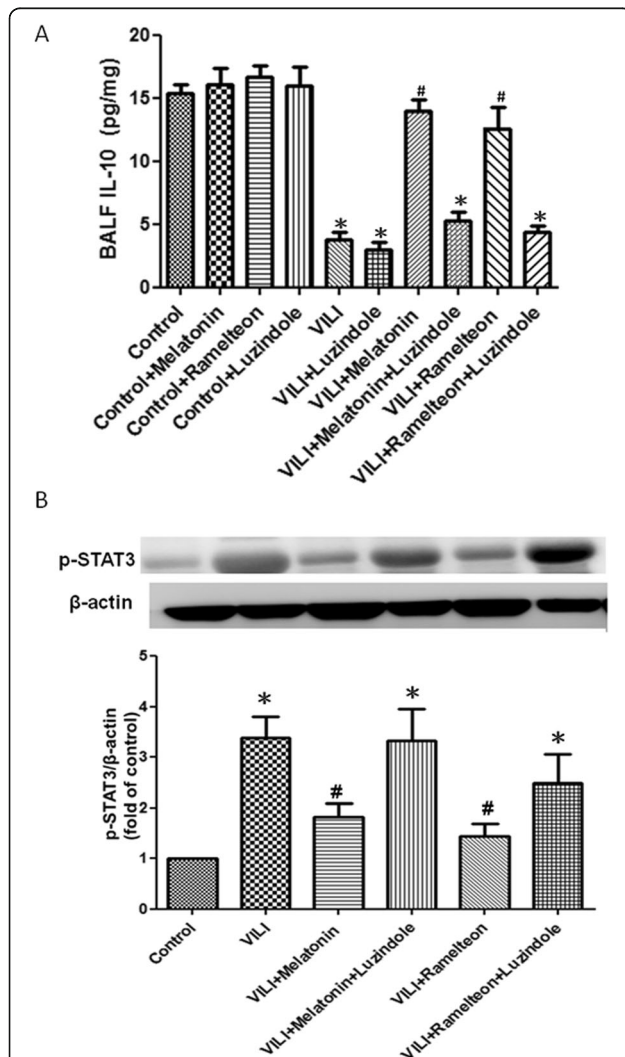 A
BALF IL-10 (pg/mg)
20
15
10
5
0
* * # * # *
Control
Control+Melatonin
Control+Ramelteon
Control+Luzindole
VILI
VILI+Luzindole
VILI+Melatonin
VILI+Melatonin+Luzindole
VILI+Ramelteon
VILI+Ramelteon+Luzindole
B
p-STAT3
β-actin
p-STAT3/β-actin
(fold of control)
5
4
3
2
1
0
* # * # *
Control
VILI
VILI+Melatonin
VILI+Melatonin+Luzindole
VILI+Ramelteon
VILI+Ramelteon+Luzindole